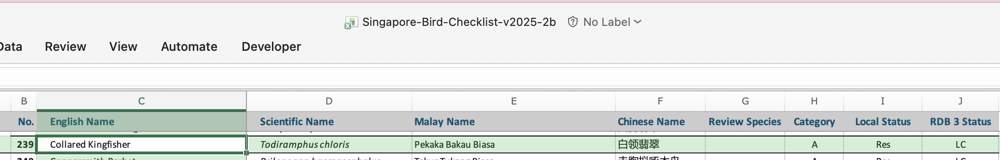 Singapore-Bird-Checklist-v2025-2b No Label
Data Review View Automate Developer
B C D E F G H I J
No. English Name Scientific Name Malay Name Chinese Name Review Species Category Local Status RDB 3 Status
239 Collared Kingfisher Todiramphus chloris Pekaka Bakau Biasa 白领翡翠 A Res LC